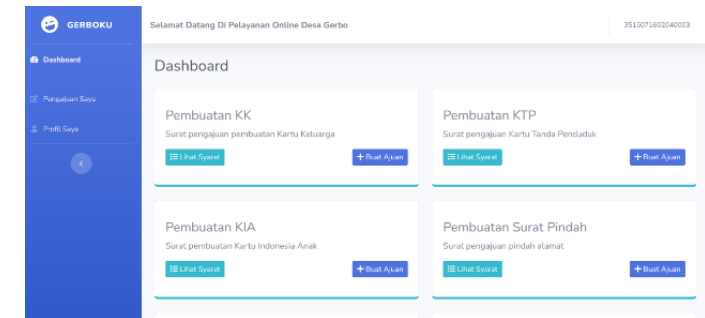 GERBOKU
Selamat Datang Di Pelayanan Online Desa Gerbo
3515071602040003
Dashboard
Pengajuan Saya
Profil Saya
Dashboard
Pembuatan KK
Surat pengajuan pembuatan Kartu Keluarga
Lihat Syarat
Buat Ajuan
Pembuatan KTP
Surat pengajuan Kartu Tanda Penduduk
Lihat Syarat
Buat Ajuan
Pembuatan KIA
Surat pembuatan Kartu Indonesia Anak
Lihat Syarat
Buat Ajuan
Pembuatan Surat Pindah
Surat pengajuan pindah alamat
Lihat Syarat
Buat Ajuan